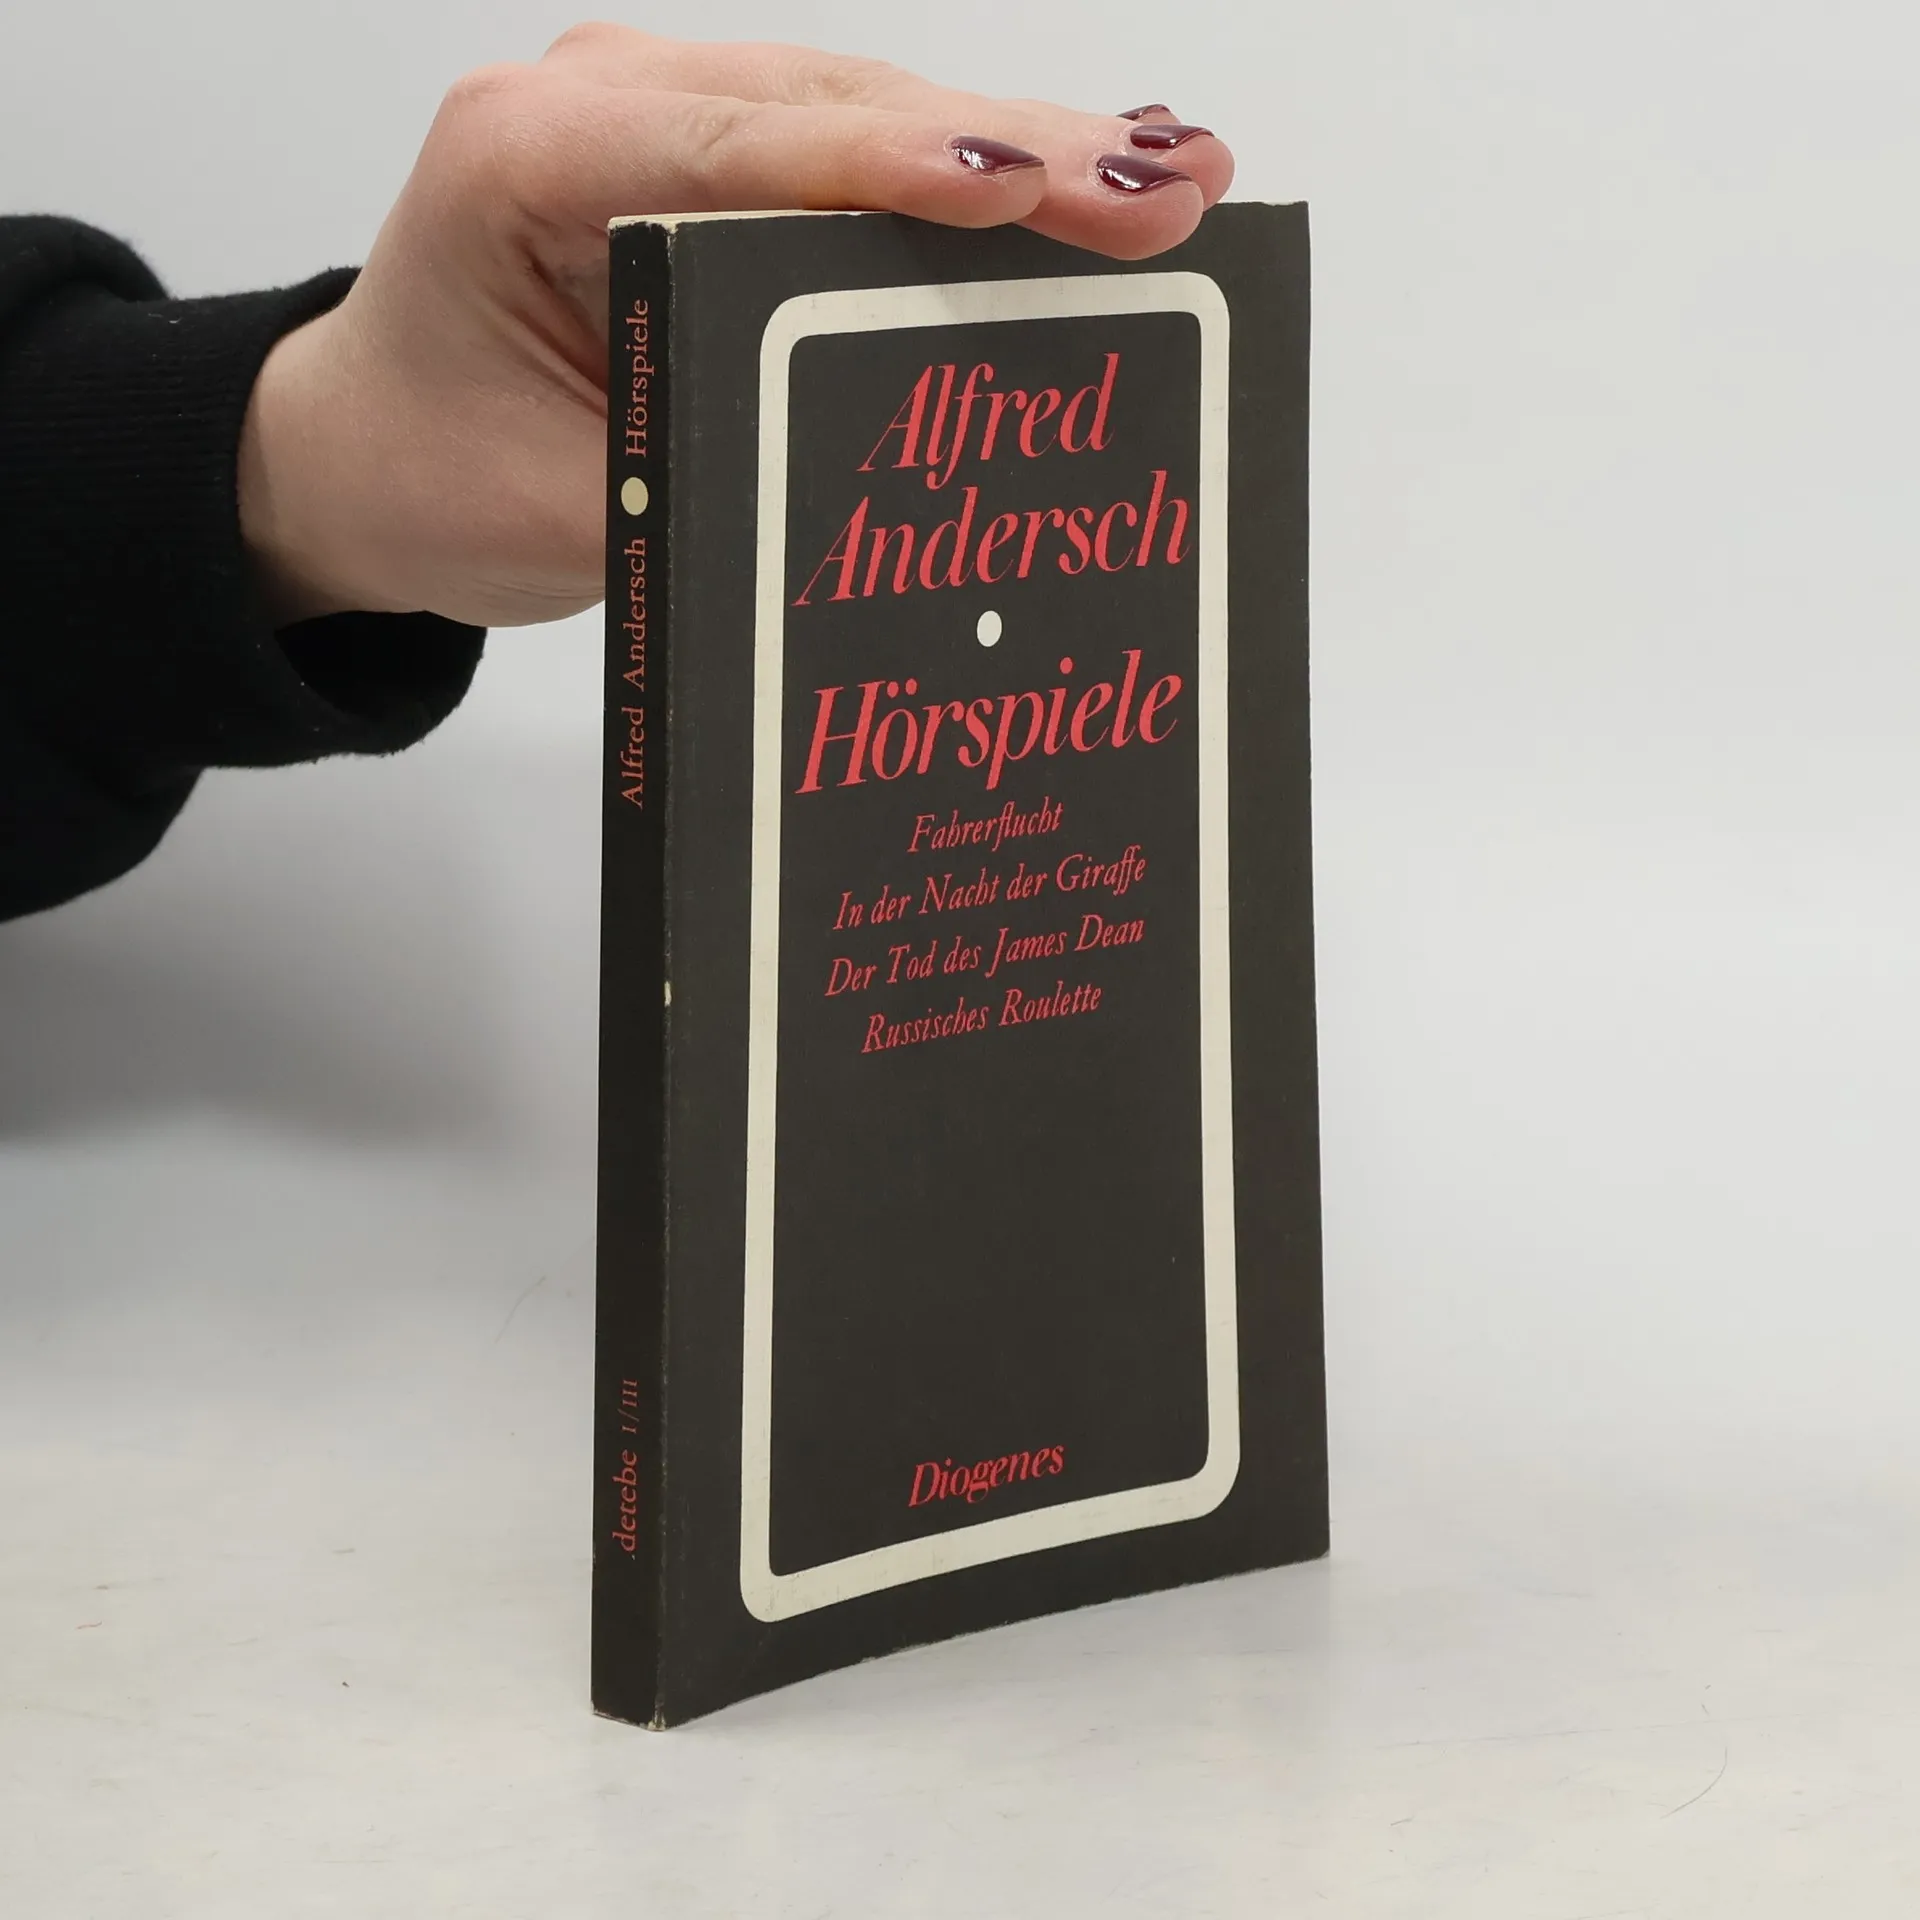 Alfred
Andersch
Hörspiele
Fahrerflucht
In der Nacht der Giraffe
Der Tod des James Dean
Russisches Roulette
Diogenes
Alfred Andersch Hörspiele
detebe 1/III